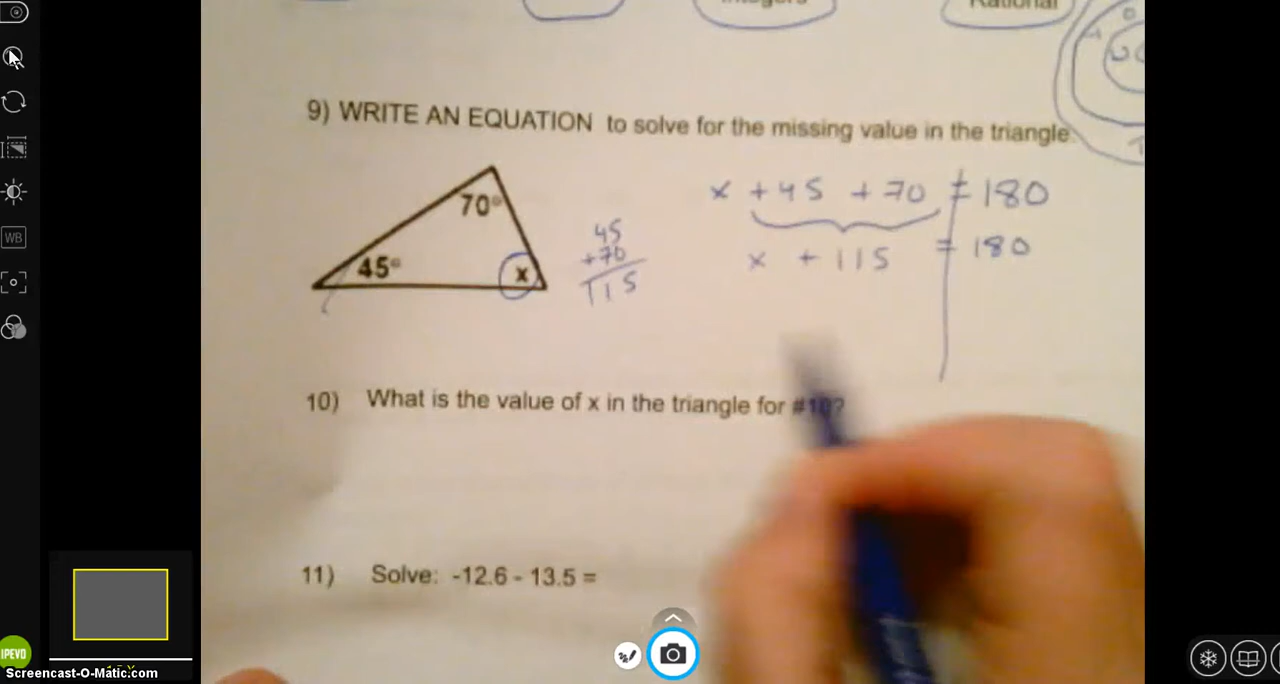 Integers
Rational
9) WRITE AN EQUATION to solve for the missing value in the triangle.
70°
45°
x
45
+70
115
x + 45 + 70 = 180
x + 115 = 180
10) What is the value of x in the triangle for
11) Solve: -12.6 - 13.5 =
WB
IPEVO
Screencast-O-Matic.com